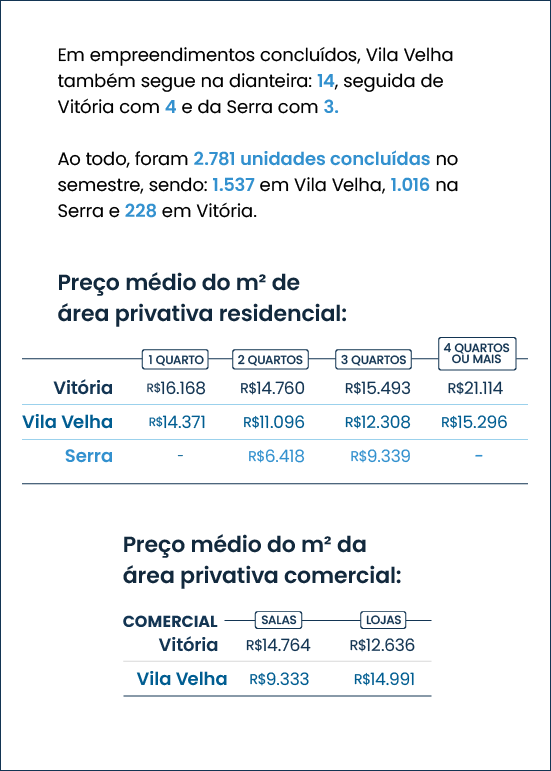 Em empreendimentos concluídos, Vila Velha
também segue na dianteira: 14, seguida de
Vitória com 4 e da Serra com 3.
Ao todo, foram 2.781 unidades concluídas no
semestre, sendo: 1.537 em Vila Velha, 1.016 na
Serra e 228 em Vitória.
Preço médio do m² de
área privativa residencial:
1 QUARTO 2 QUARTOS 3 QUARTOS 4 QUARTOS OU MAIS
Vitória R$16.168 R$14.760 R$15.493 R$21.114
Vila Velha R$14.371 R$11.096 R$12.308 R$15.296
Serra - R$6.418 R$9.339 -
Preço médio do m² da
área privativa comercial:
COMERCIAL SALAS LOJAS
Vitória R$14.764 R$12.636
Vila Velha R$9.333 R$14.991